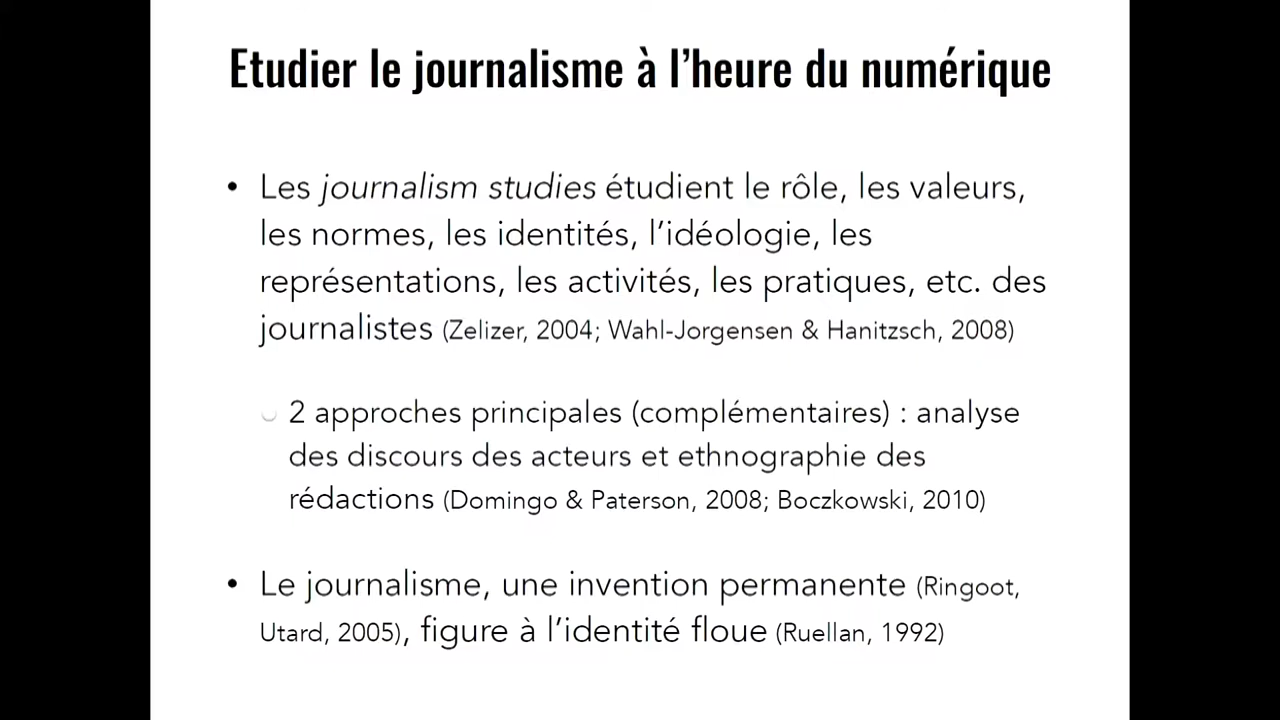 Etudier le journalisme à l’heure du numérique
• Les journalism studies étudient le rôle, les valeurs,
les normes, les identités, l’idéologie, les
représentations, les activités, les pratiques, etc. des
journalistes (Zelizer, 2004; Wahl-Jorgensen & Hanitzsch, 2008)
2 approches principales (complémentaires) : analyse
des discours des acteurs et ethnographie des
rédactions (Domingo & Paterson, 2008; Boczkowski, 2010)
• Le journalisme, une invention permanente (Ringoot,
Utard, 2005), figure à l’identité floue (Ruellan, 1992)